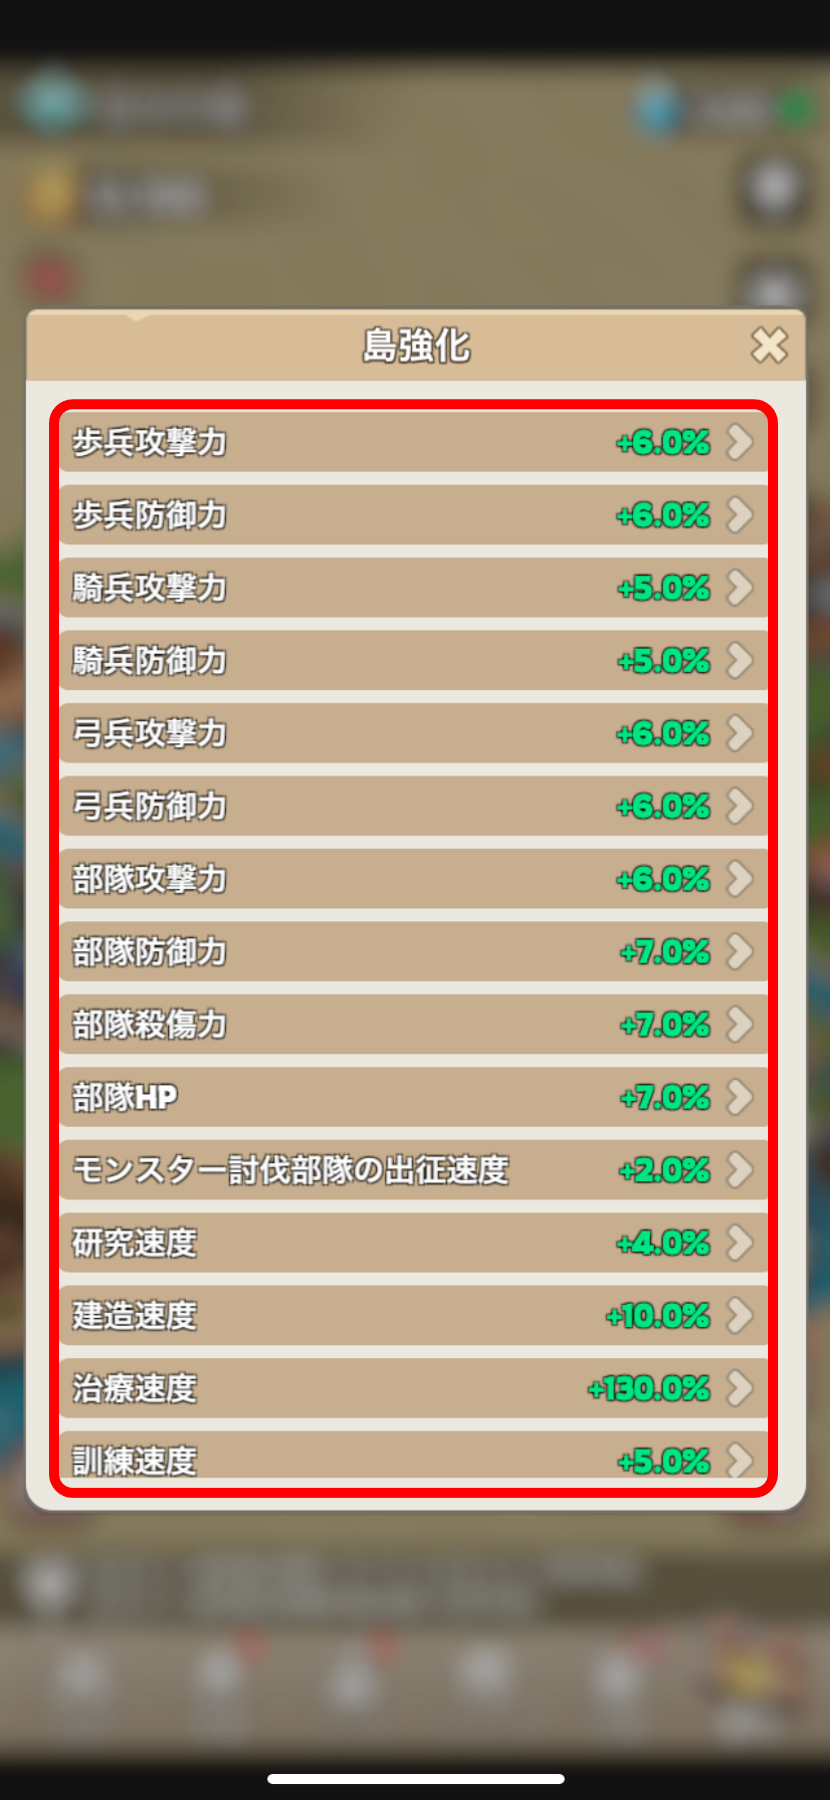 島強化
歩兵攻撃力 +6.0%
歩兵防御力 +6.0%
騎兵攻撃力 +5.0%
騎兵防御力 +5.0%
弓兵攻撃力 +6.0%
弓兵防御力 +6.0%
部隊攻撃力 +6.0%
部隊防御力 +7.0%
部隊殺傷力 +7.0%
部隊HP +7.0%
モンスター討伐部隊の出征速度 +2.0%
研究速度 +4.0%
建造速度 +10.0%
治療速度 +130.0%
訓練速度 +5.0%